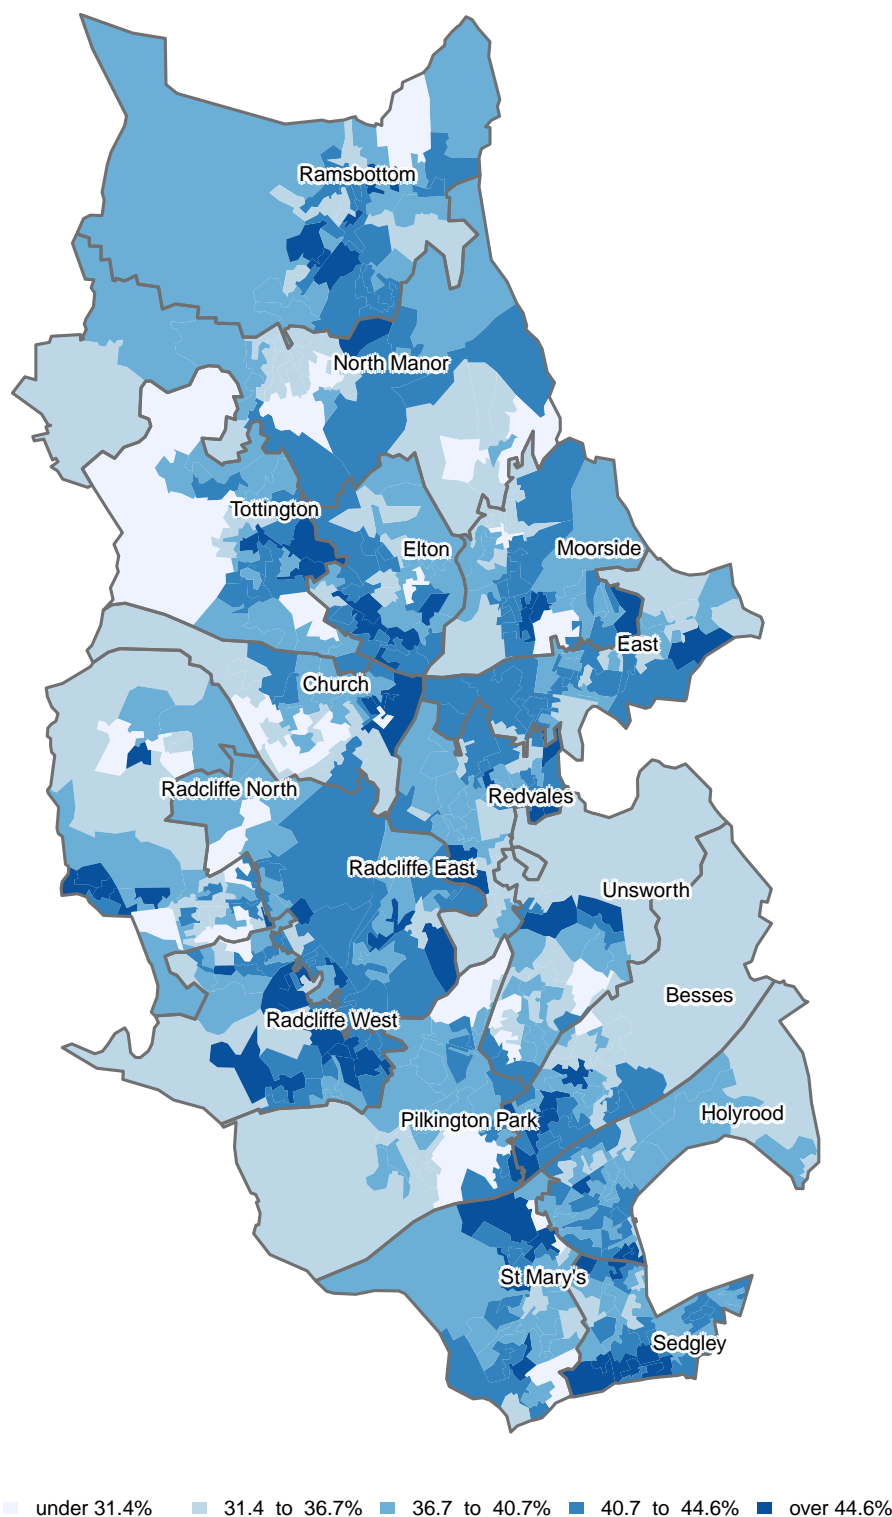 Ramsbottom
North Manor
Tottington
Elton
Moorside
East
Church
Radcliffe North
Redvales
Radcliffe East
Unsworth
Besses
Radcliffe West
Holyrood
Pilkington Park
St Mary's
Sedgley
under 31.4% 31.4 to 36.7% 36.7 to 40.7% 40.7 to 44.6% over 44.6%